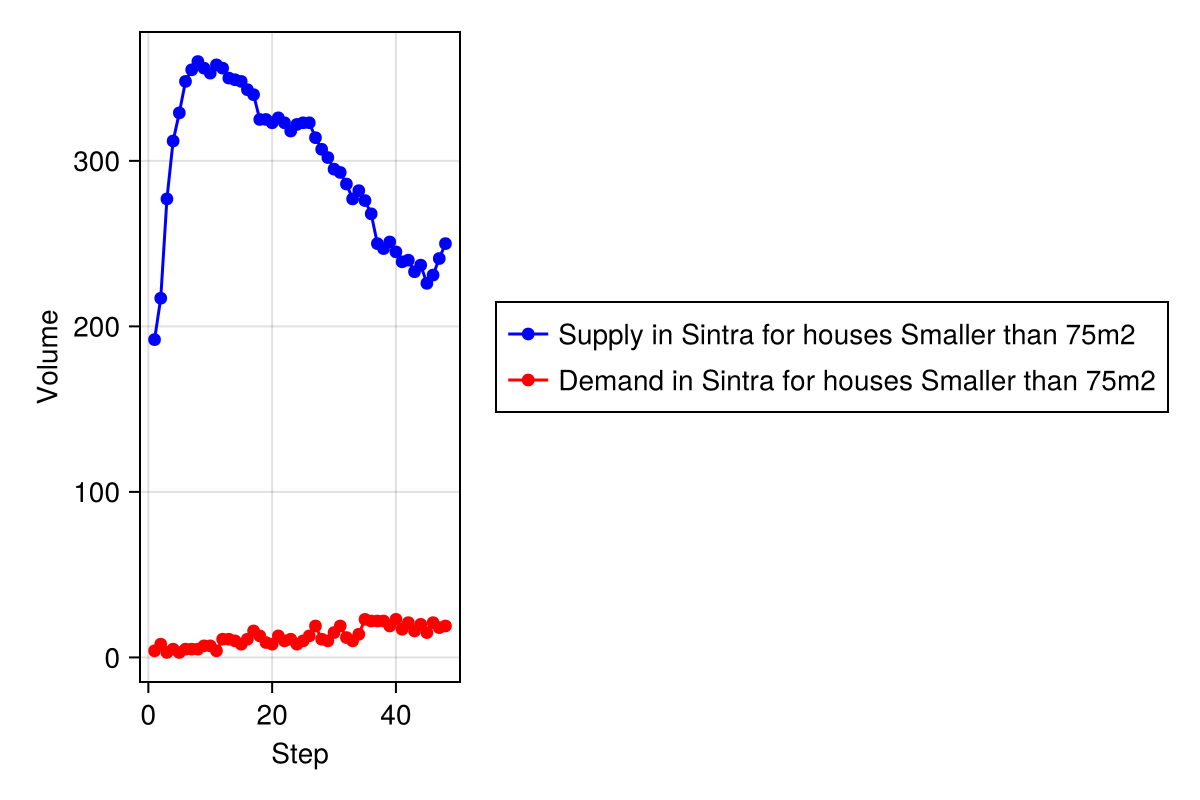 300
200
100
0
Volume
0 20 40
Step
Supply in Sintra for houses Smaller than 75m2
Demand in Sintra for houses Smaller than 75m2